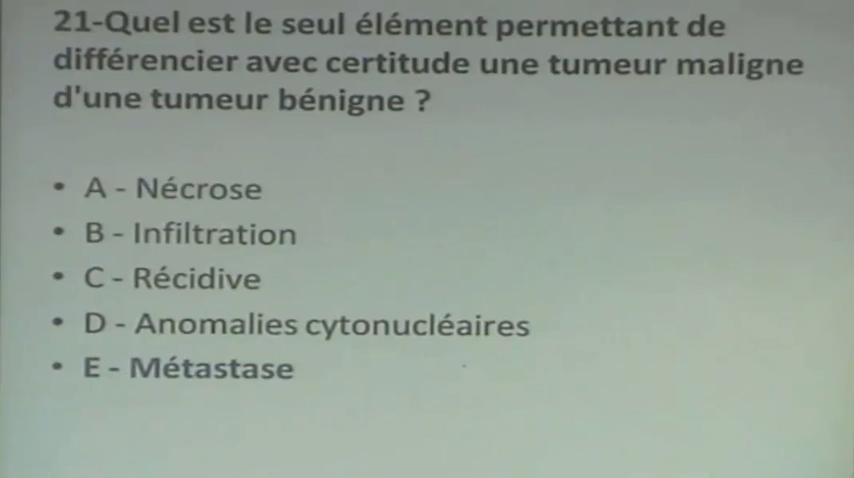 21-Quel est le seul élément permettant de
différencier avec certitude une tumeur maligne
d'une tumeur bénigne ?
• A - Nécrose
• B - Infiltration
• C - Récidive
• D - Anomalies cytonucléaires
• E - Métastase